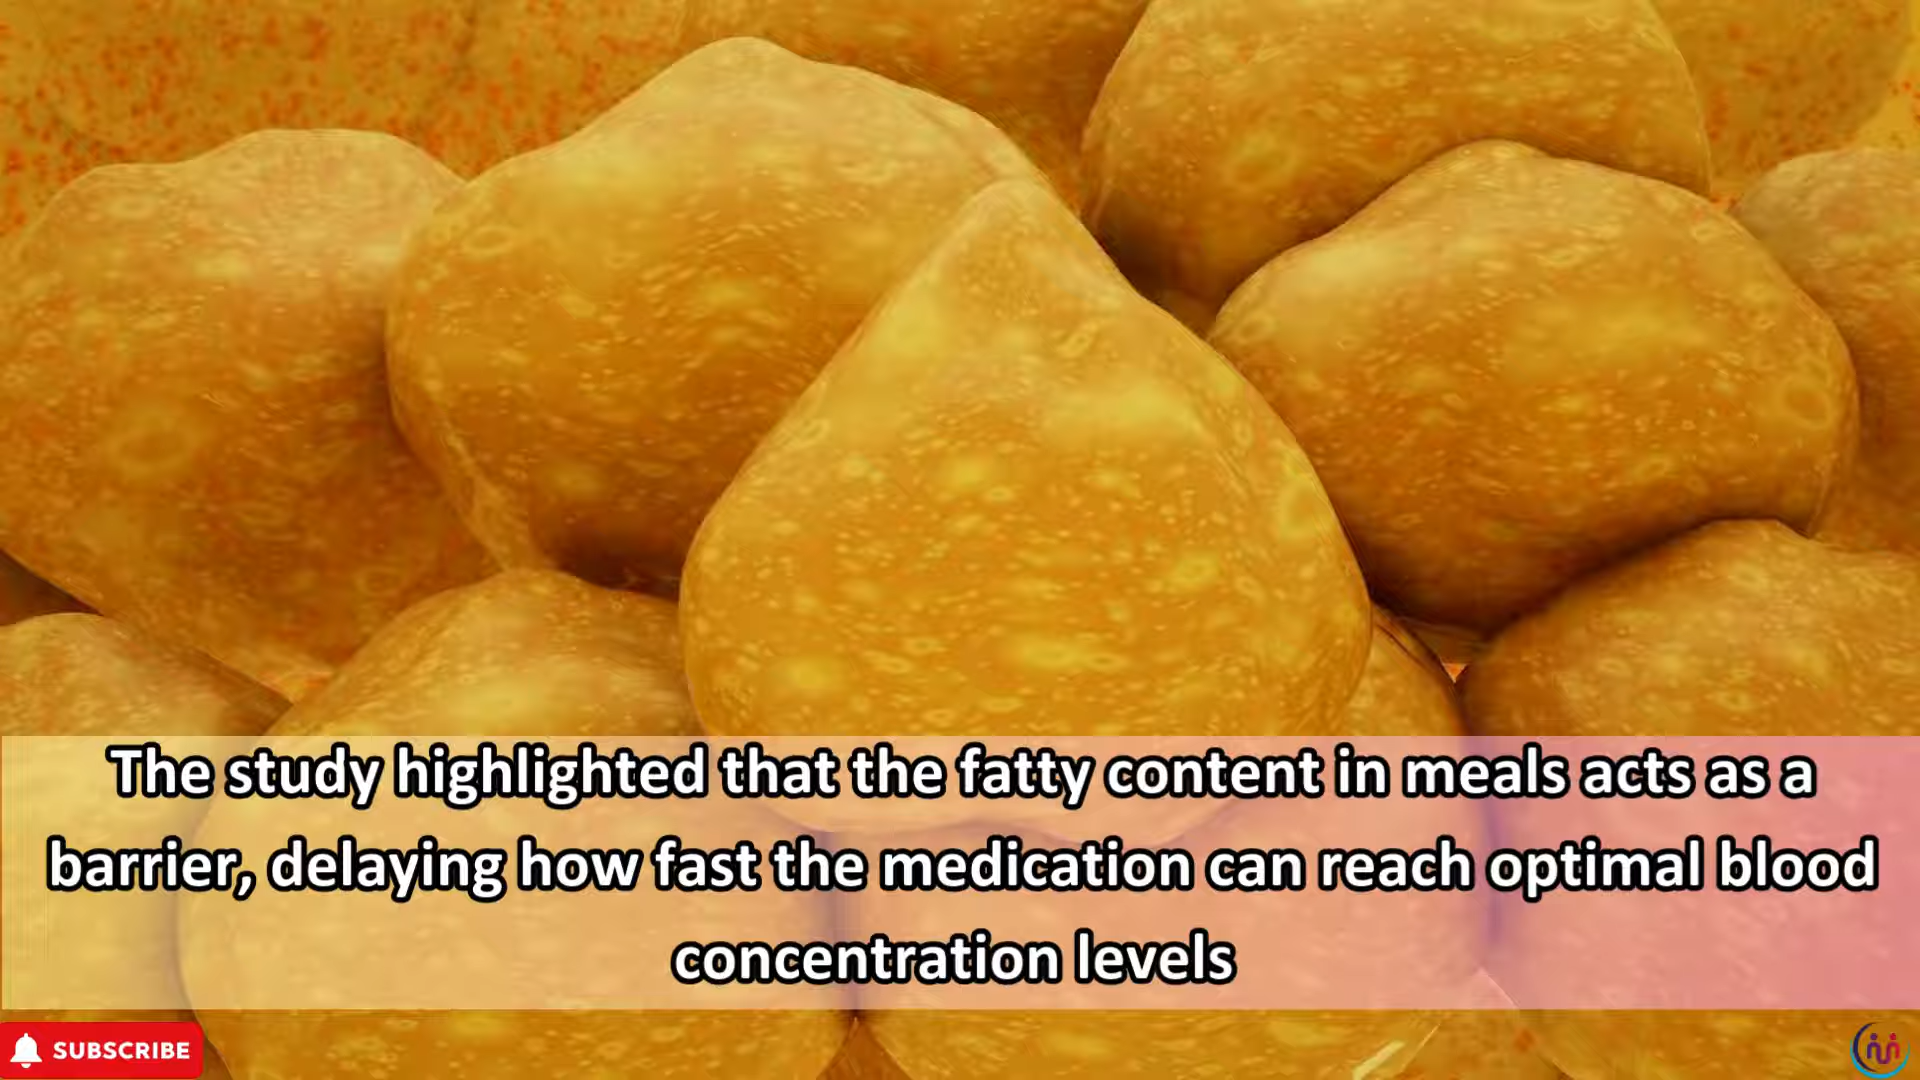 The study highlighted that the fatty content in meals acts as a
barrier, delaying how fast the medication can reach optimal blood
concentration levels
SUBSCRIBE